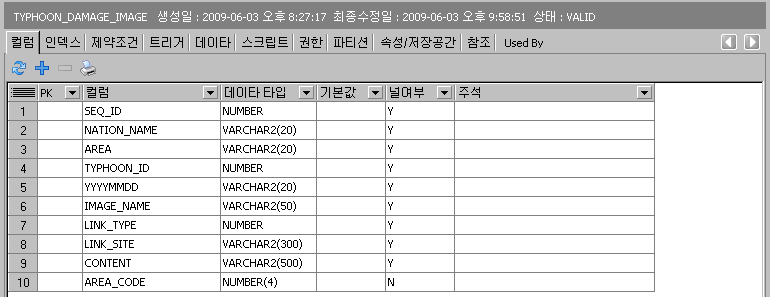 TYPHOON_DAMAGE_IMAGE 생성일 : 2009-06-03 오후 8:27:17 최종수정일 : 2009-06-03 오후 9:58:51 상태 : VALID
컬럼 인덱스 제약조건 트리거 데이타 스크립트 권한 파티션 속성/저장공간 참조 Used By
PK 컬럼 데이타 타입 기본값 널여부 주석
1 SEQ_ID NUMBER Y
2 NATION_NAME VARCHAR2(20) Y
3 AREA VARCHAR2(20) Y
4 TYPHOON_ID NUMBER Y
5 YYYYMMDD VARCHAR2(20) Y
6 IMAGE_NAME VARCHAR2(50) Y
7 LINK_TYPE NUMBER Y
8 LINK_SITE VARCHAR2(300) Y
9 CONTENT VARCHAR2(500) Y
10 AREA_CODE NUMBER(4) N